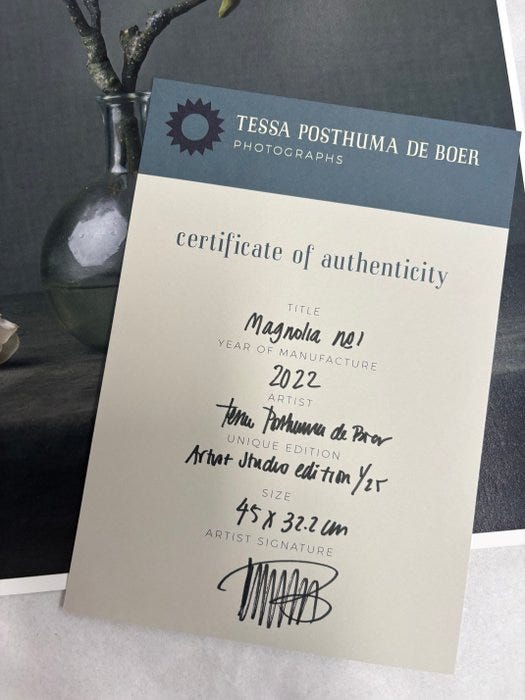 TESSA POSTHUMA DE BOER
PHOTOGRAPHS
certificate of authenticity
TITLE
Magnolia no1
YEAR OF MANUFACTURE
2022
ARTIST
Tessa Posthuma de Boer
UNIQUE EDITION
Artist Studio edition 1/25
SIZE
45 x 32.2 cm
ARTIST SIGNATURE